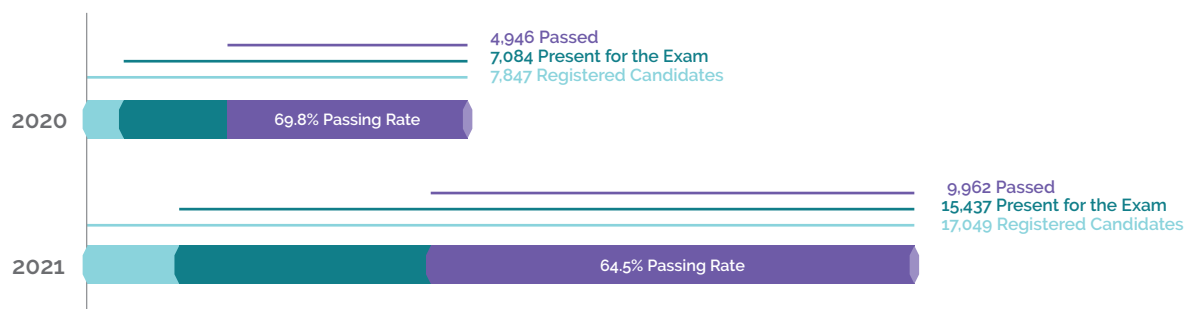 4,946 Passed
7,084 Present for the Exam
7,847 Registered Candidates
2020
69.8% Passing Rate
9,962 Passed
15,437 Present for the Exam
17,049 Registered Candidates
2021
64.5% Passing Rate